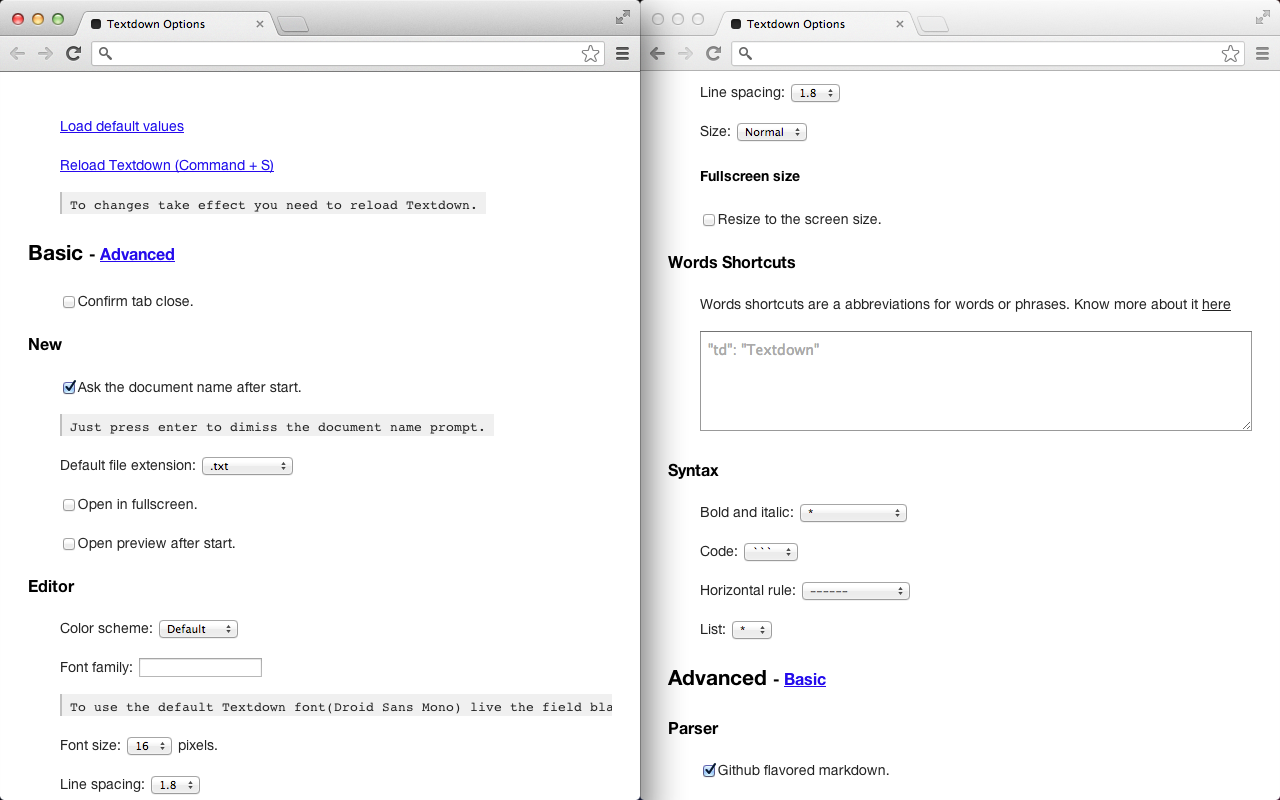 Textdown Options
Load default values
Reload Textdown (Command + S)
To changes take effect you need to reload Textdown.
Basic - Advanced
Confirm tab close.
New
Ask the document name after start.
Just press enter to dimiss the document name prompt.
Default file extension: .txt
Open in fullscreen.
Open preview after start.
Editor
Color scheme: Default
Font family:
To use the default Textdown font(Droid Sans Mono) live the field bla
Font size: 16 pixels.
Line spacing: 1.8
Textdown Options
Line spacing: 1.8
Size: Normal
Fullscreen size
Resize to the screen size.
Words Shortcuts
Words shortcuts are a abbreviations for words or phrases. Know more about it here
"td": "Textdown"
Syntax
Bold and italic: *
Code: ```
Horizontal rule: ------
List: *
Advanced - Basic
Parser
Github flavored markdown.